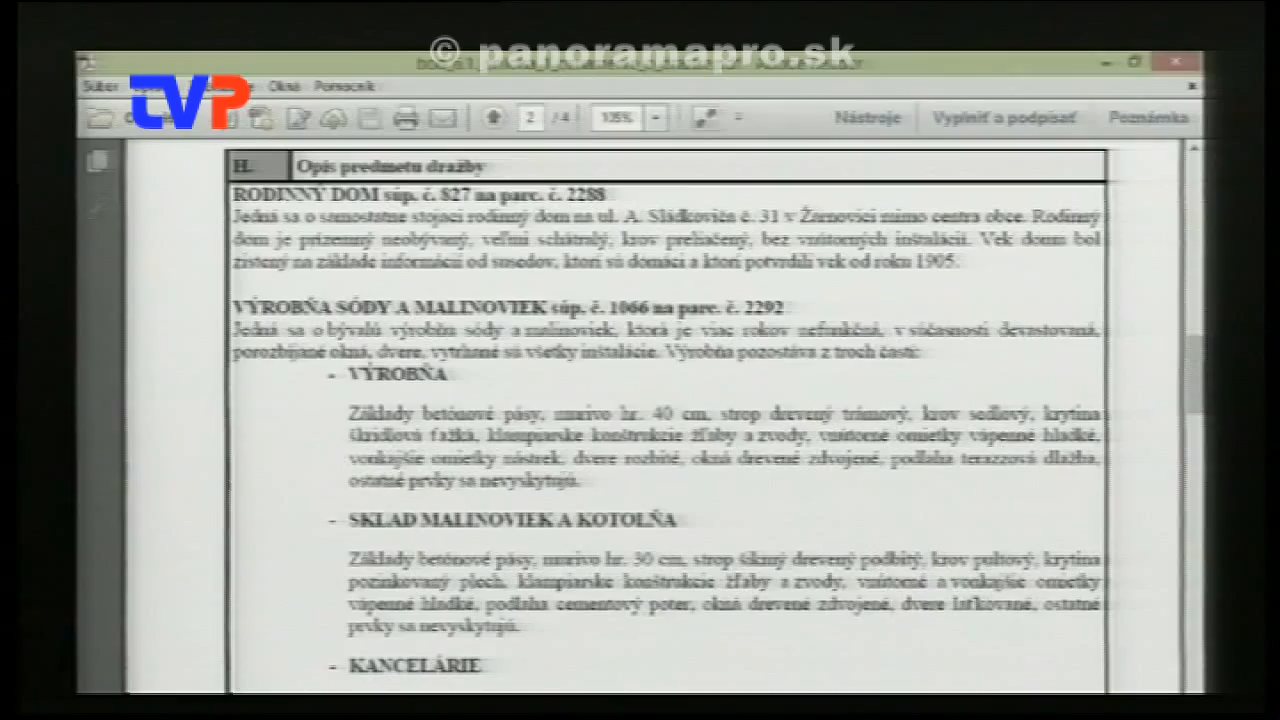 © panoramapro.sk
TVP
Súbor
Okná Pomocník
2 / 4 105%
Nástroje Vyplniť a podpísať Poznámka
H. Opis predmetu dražby
RODINNÝ DOM súp. č. 827 na parc. č. 2288
Jedná sa o samostatne stojaci rodinný dom na ul. A. Sládkoviča č. 31 v Žarnovici mimo centra obce. Rodinný
dom je prízemný neobývaný, veľmi schátralý, krov preliačený, bez vnútorných inštalácií. Vek domu bol
zistený na základe informácií od susedov, ktorí sú domáci a ktorí potvrdili vek od roku 1905.
VÝROBŇA SÓDY A MALINOVIEK súp. č. 1066 na parc. č. 2292
Jedná sa o bývalú výrobňu sódy a malinoviek, ktorá je viac rokov nefunkčná, v súčasnosti devastovaná,
porozbíjané okná, dvere, vytrhané sú všetky inštalácie. Výrobňa pozostáva z troch častí:
- VÝROBŇA
Základy betónové pásy, murivo hr. 40 cm, strop drevený trámový, krov sedlový, krytina
škridlová ťažká, klampiarske konštrukcie žľaby a zvody, vnútorné omietky vápenné hladké,
vonkajšie omietky nástrek, dvere rozbité, okná drevené zdvojené, podlaha terazzová dlažba,
ostatné prvky sa nevyskytujú.
- SKLAD MALINOVIEK A KOTOLŇA
Základy betónové pásy, murivo hr. 30 cm, strop šikmý drevený podbitý, krov pultový, krytina
pozinkovaný plech, klampiarske konštrukcie žľaby a zvody, vnútorné a vonkajšie omietky
vápenné hladké, podlaha cementový poter, okná drevené zdvojené, dvere laťkované, ostatné
prvky sa nevyskytujú.
- KANCELÁRIE